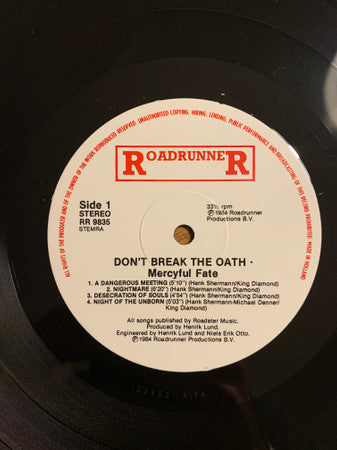 ALL RIGHTS OF THE PRODUCER AND OF THE OWNER OF THE WORK REPRODUCED RESERVED. UNAUTHORISED COPYING, HIRING, LENDING, PUBLIC PERFORMANCE AND BROADCASTING OF THIS RECORD PROHIBITED. MADE IN HOLLAND
ROADRUNNER
Side 1
STEREO
RR 9835
STEMRA
33⅓ rpm
℗ 1984 Roadrunner
Productions B.V.
DON'T BREAK THE OATH •
Mercyful Fate
1. A DANGEROUS MEETING (5'10") (Hank Shermann/King Diamond)
2. NIGHTMARE (6'20") (Hank Shermann/King Diamond)
3. DESECRATION OF SOULS (4'54") (Hank Shermann/King Diamond)
4. NIGHT OF THE UNBORN (5'03") (Hank Shermann-Michael Denner/
King Diamond)
All songs published by Roadster Music.
Produced by Henrik Lund.
Engineered by Henrik Lund and Niels Erik Otto.
℗ 1984 Roadrunner Productions B.V.